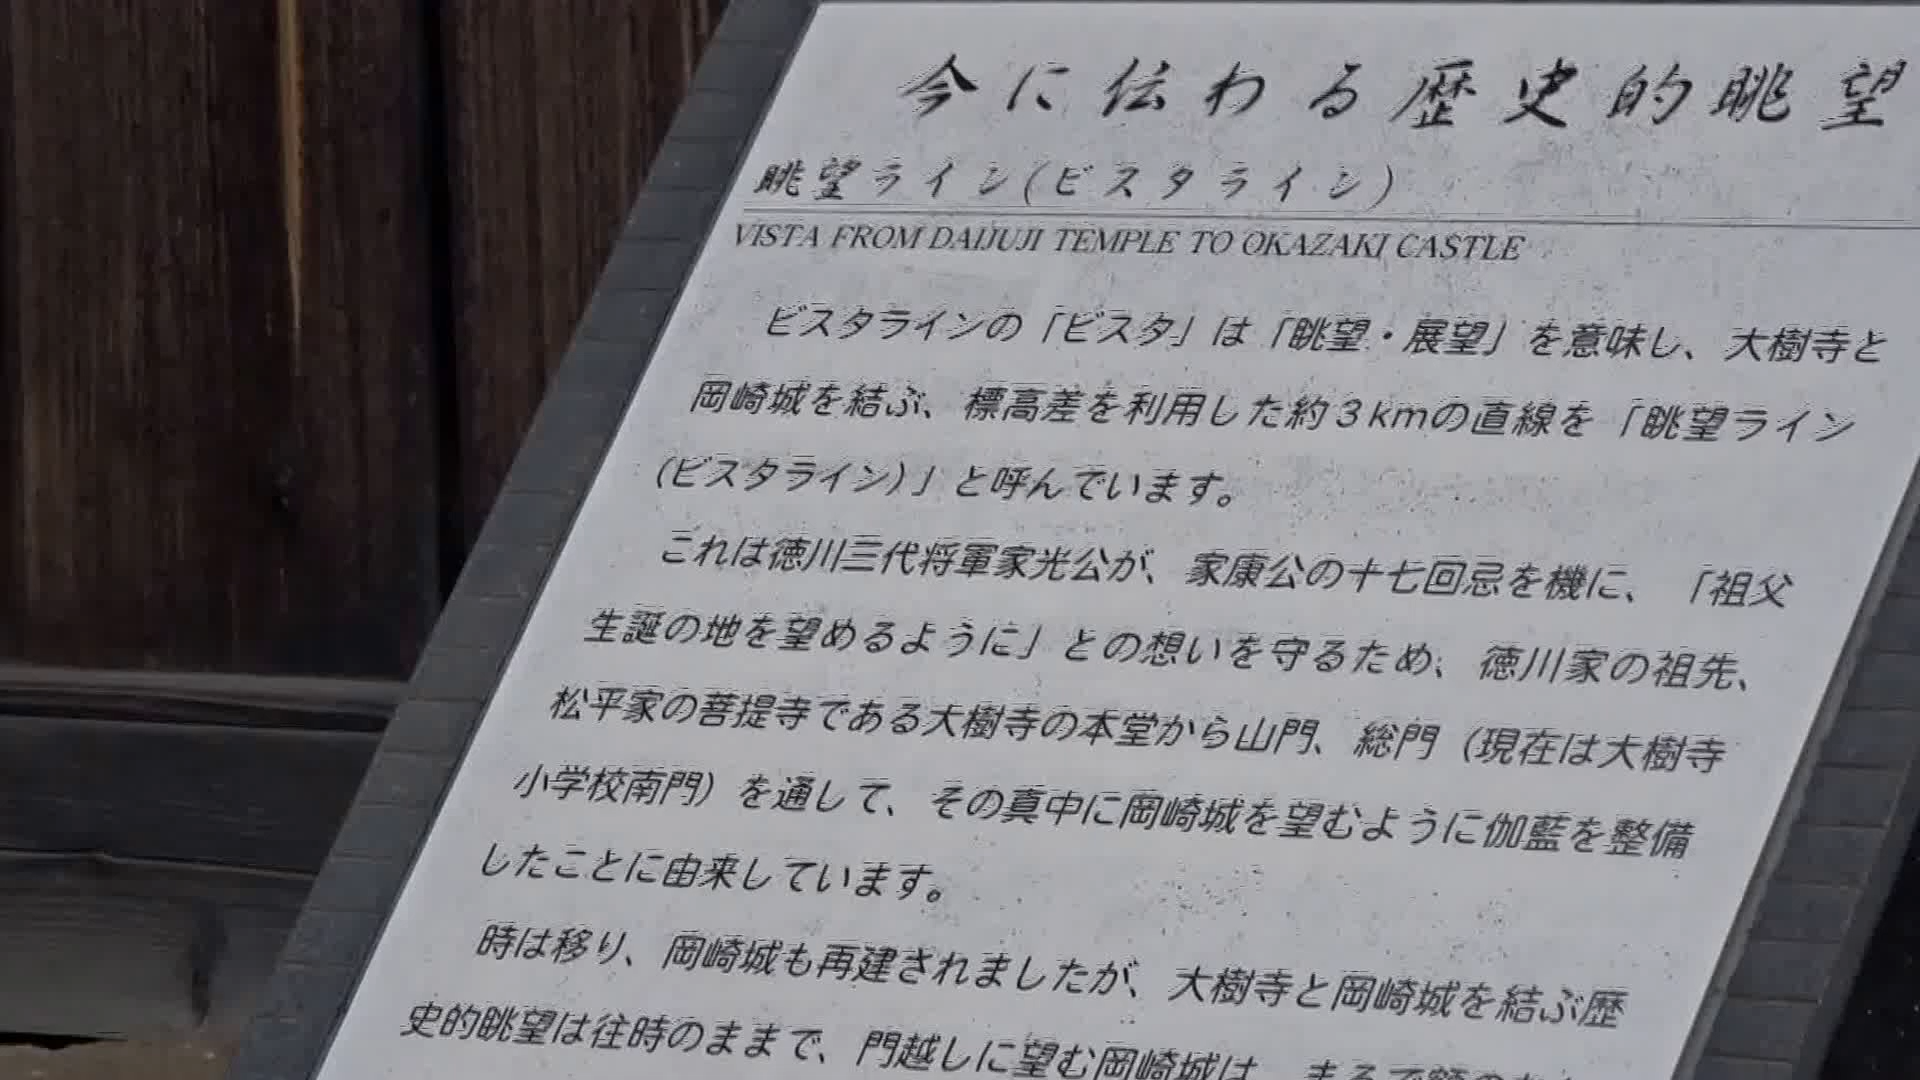 今に伝わる歴史的眺望
眺望ライン(ビスタライン)
VISTA FROM DAIJUJI TEMPLE TO OKAZAKI CASTLE
ビスタラインの「ビスタ」は「眺望・展望」を意味し、大樹寺と
岡崎城を結ぶ、標高差を利用した約3kmの直線を「眺望ライン
(ビスタライン)」と呼んでいます。
これは徳川三代将軍家光公が、家康公の十七回忌を機に、「祖父
生誕の地を望めるように」との想いを守るため、徳川家の祖先、
松平家の菩提寺である大樹寺の本堂から山門、総門（現在は大樹寺
小学校南門）を通して、その真中に岡崎城を望むように伽藍を整備
したことに由来しています。
時は移り、岡崎城も再建されましたが、大樹寺と岡崎城を結ぶ歴
史的眺望は往時のままで、門越しに望む岡崎城は、まるで額の